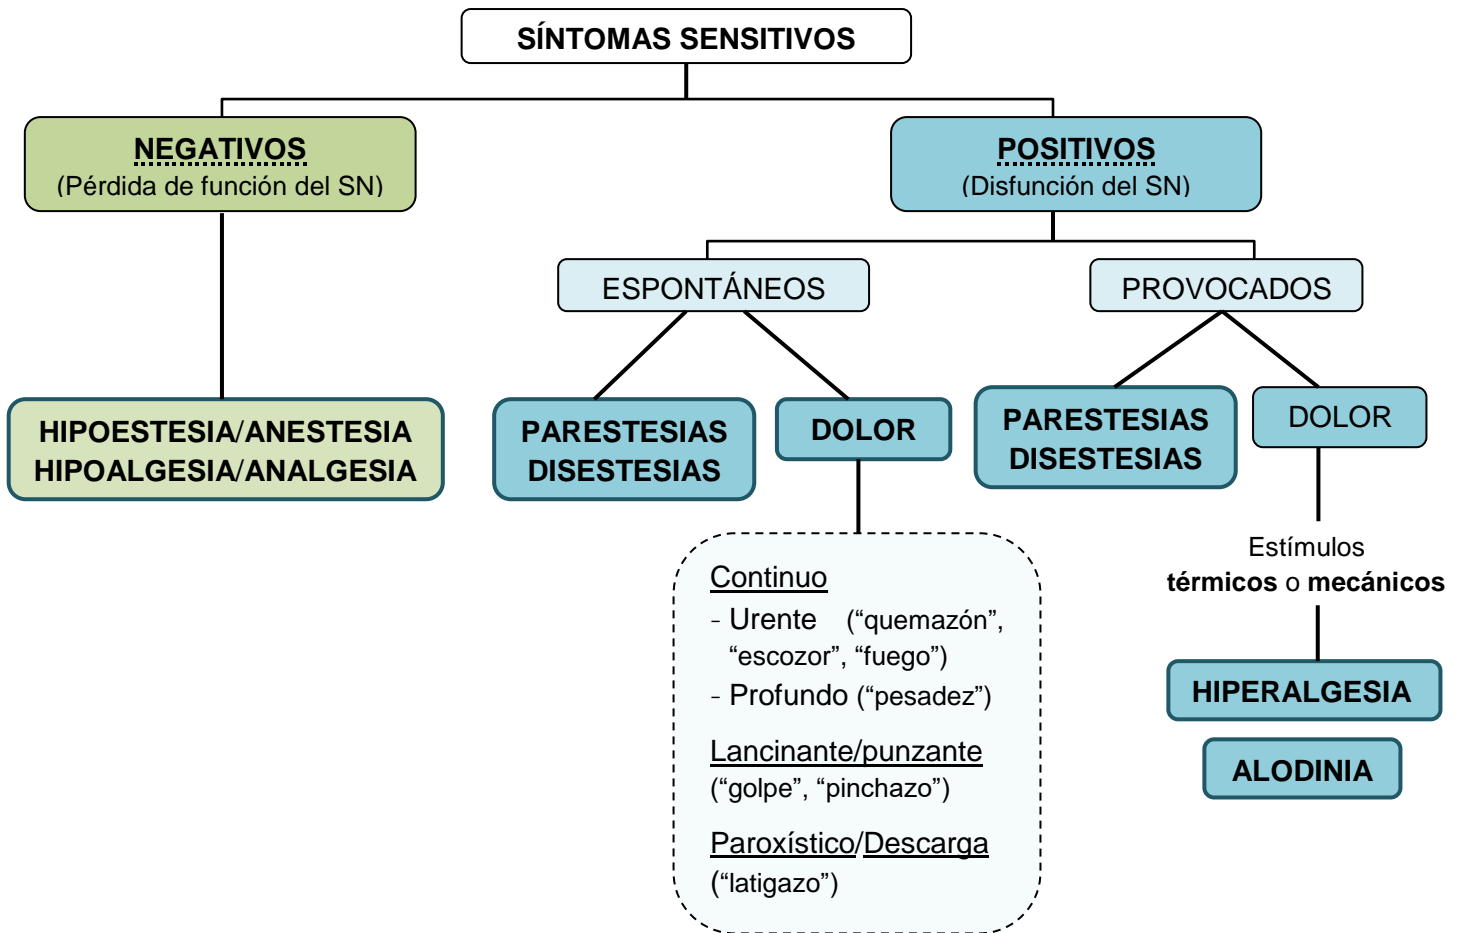 SÍNTOMAS SENSITIVOS
NEGATIVOS
(Pérdida de función del SN)
POSITIVOS
(Disfunción del SN)
ESPONTÁNEOS
PROVOCADOS
HIPOESTESIA/ANESTESIA
HIPOALGESIA/ANALGESIA
PARESTESIAS
DISESTESIAS
DOLOR
PARESTESIAS
DISESTESIAS
DOLOR
Continuo
- Urente (“quemazón”,
“escozor”, “fuego”)
- Profundo (“pesadez”)
Lancinante/punzante
(“golpe”, “pinchazo”)
Paroxístico/Descarga
(“latigazo”)
Estímulos
térmicos o mecánicos
HIPERALGESIA
ALODINIA